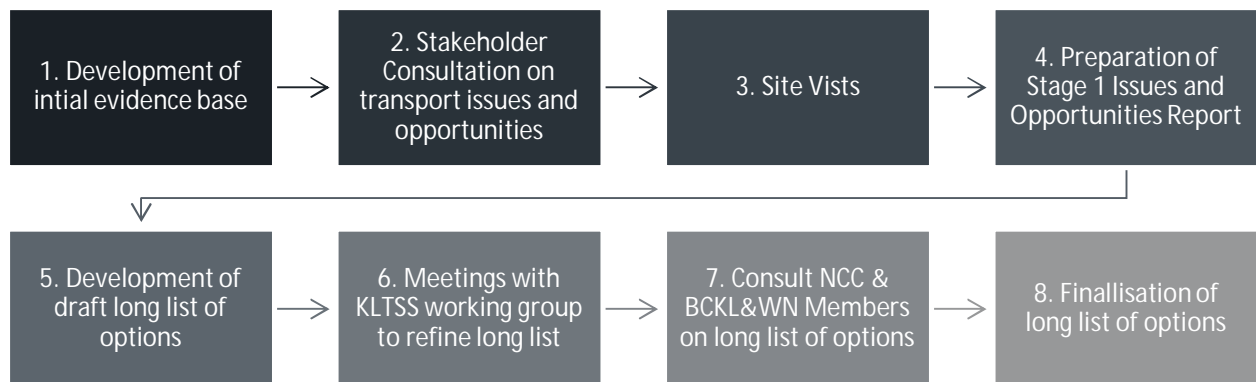 1. Development of
intial evidence base
2. Stakeholder
Consultation on
transport issues and
opportunities
3. Site Vists
4. Preparation of
Stage 1 Issues and
Opportunities Report
5. Development of
draft long list of
options
6. Meetings with
KLTSS working group
to refine long list
7. Consult NCC &
BCKL&WN Members
on long list of options
8. Finallisation of
long list of options